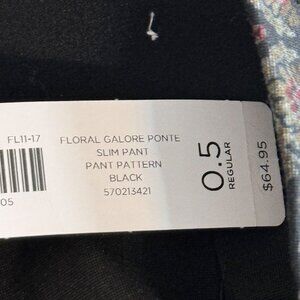 FL11-17
FLORAL GALORE PONTE
SLIM PANT
PANT PATTERN
BLACK
570213421
05
0.5
REGULAR
$64.95